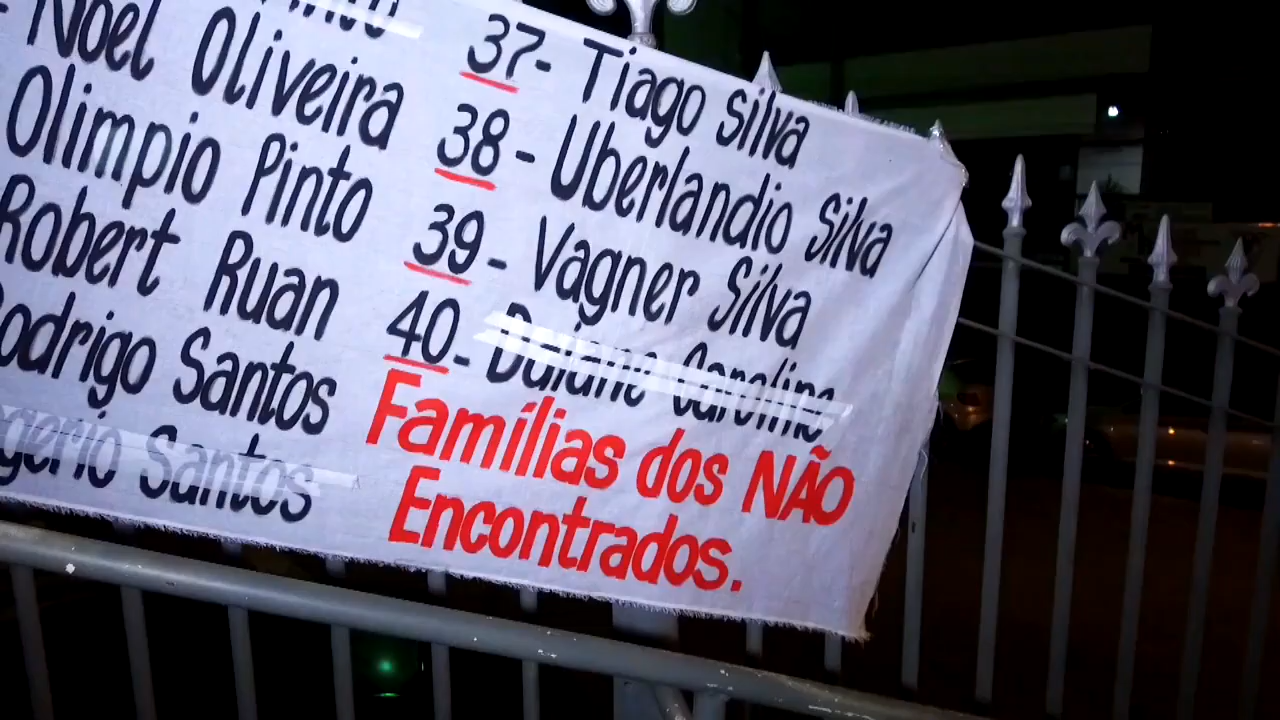 Noel Oliveira
Olimpio Pinto
Robert Ruan
Rodrigo Santos
Santos
37- Tiago Silva
38- Uberlandio Silva
39- Vagner Silva
40- Daiane Caroline
Famílias dos NÃO
Encontrados.